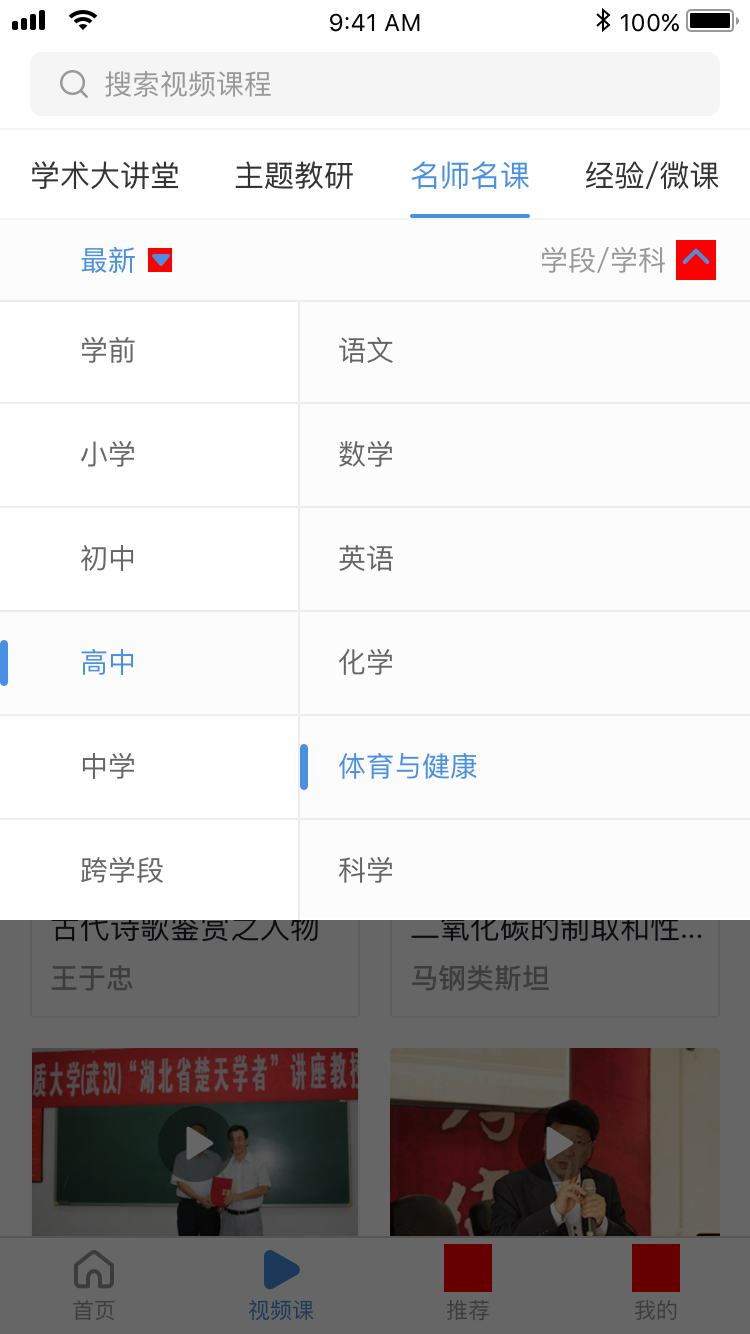 9:41 AM 100%
搜索视频课程
学术大讲堂 主题教研 名师名课 经验/微课
最新 学段/学科
学前 语文
小学 数学
初中 英语
高中 化学
中学 体育与健康
跨学段 科学
古代诗歌鉴赏之人物 二氧化碳的制取和性...
王于忠 马钢类斯坦
质大学(武汉)“湖北省楚天学者”讲座教授
首页 视频课 推荐 我的